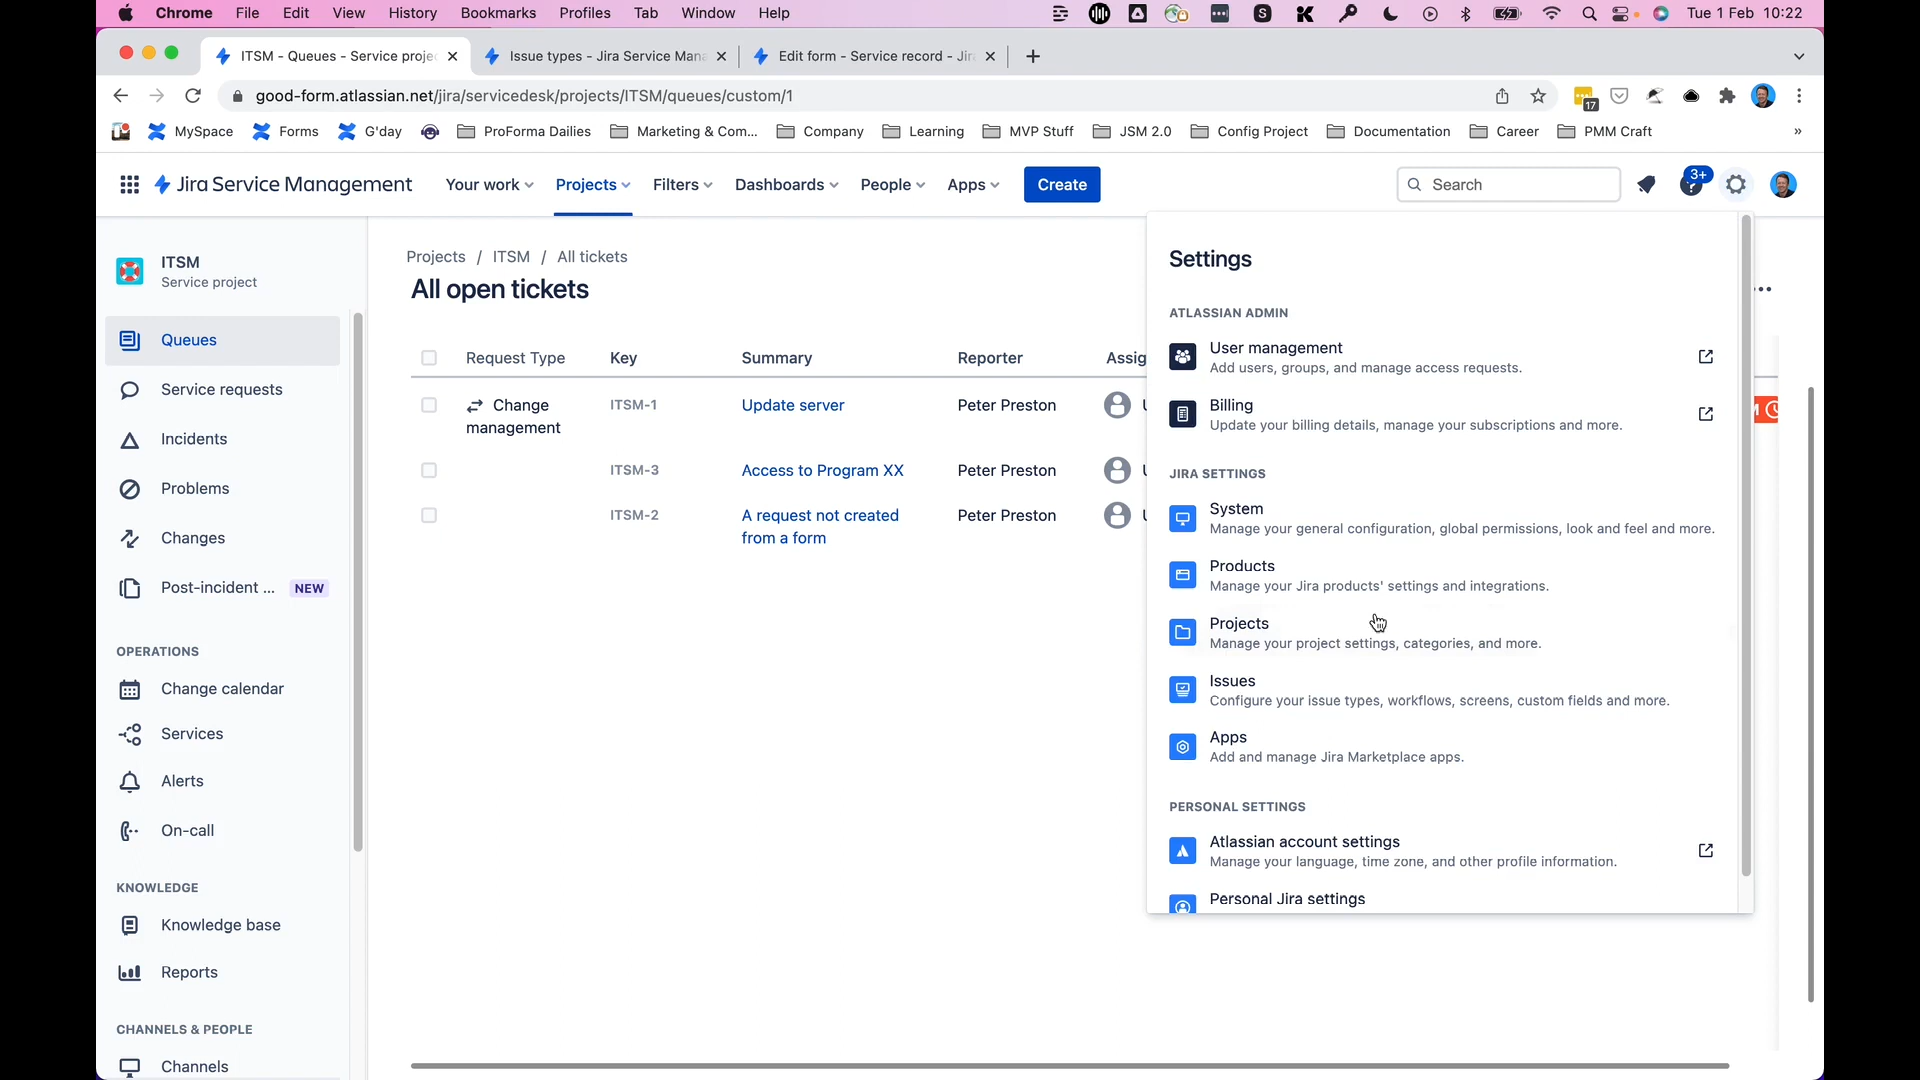 Chrome File Edit View History Bookmarks Profiles Tab Window Help Tue 1 Feb 10:22
ITSM - Queues - Service proje Issue types - Jira Service Mana Edit form - Service record - Jir
good-form.atlassian.net/jira/servicedesk/projects/ITSM/queues/custom/1 17
MySpace Forms G'day ProForma Dailies Marketing & Com... Company Learning MVP Stuff JSM 2.0 Config Project Documentation Career PMM Craft »
Jira Service Management Your work Projects Filters Dashboards People Apps Create Search 3+
ITSM
Service project
Queues
Service requests
Incidents
Problems
Changes
Post-incident ... NEW
OPERATIONS
Change calendar
Services
Alerts
On-call
KNOWLEDGE
Knowledge base
Reports
CHANNELS & PEOPLE
Channels
Projects / ITSM / All tickets
All open tickets
Request Type Key Summary Reporter Assig
Change management ITSM-1 Update server Peter Preston U
ITSM-3 Access to Program XX Peter Preston U
ITSM-2 A request not created from a form Peter Preston U
Settings
ATLASSIAN ADMIN
User management
Add users, groups, and manage access requests.
Billing
Update your billing details, manage your subscriptions and more.
JIRA SETTINGS
System
Manage your general configuration, global permissions, look and feel and more.
Products
Manage your Jira products' settings and integrations.
Projects
Manage your project settings, categories, and more.
Issues
Configure your issue types, workflows, screens, custom fields and more.
Apps
Add and manage Jira Marketplace apps.
PERSONAL SETTINGS
Atlassian account settings
Manage your language, time zone, and other profile information.
Personal Jira settings